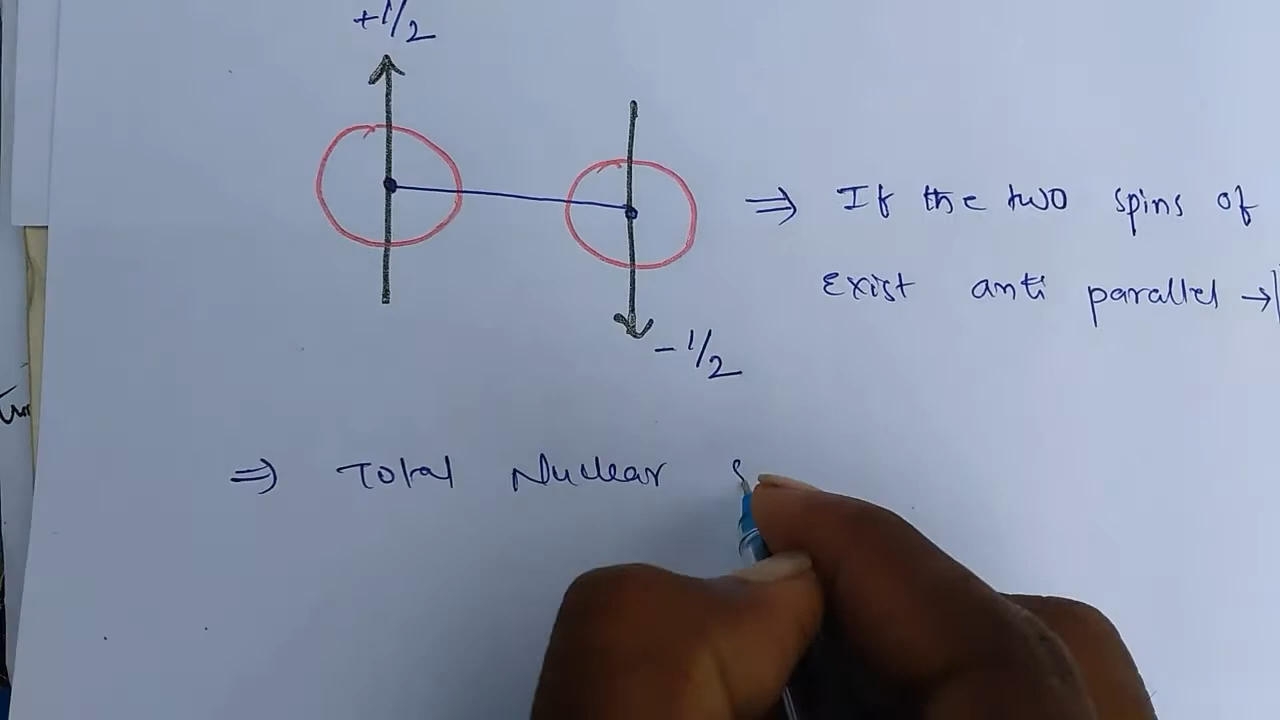 +1/2
⇒ If the two spins of
exist anti parallel →
-1/2
⇒ Total Nuclear s